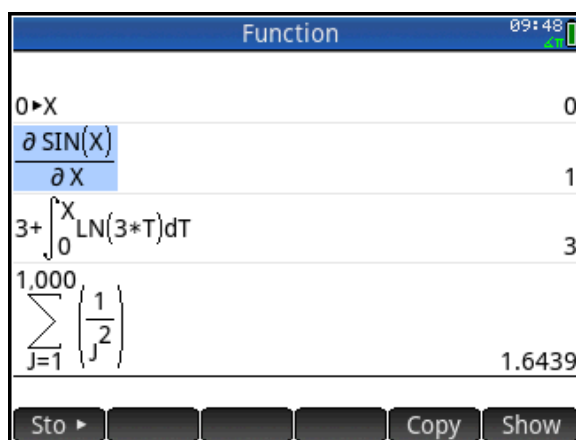 Function
09:48
∡π
0▶X
0
∂ SIN(X)
∂ X
1
3+∫₀ˣ LN(3*T)dT
3
1,000
∑
J=1
(1/J²)
1.6439
Sto ▶
Copy
Show